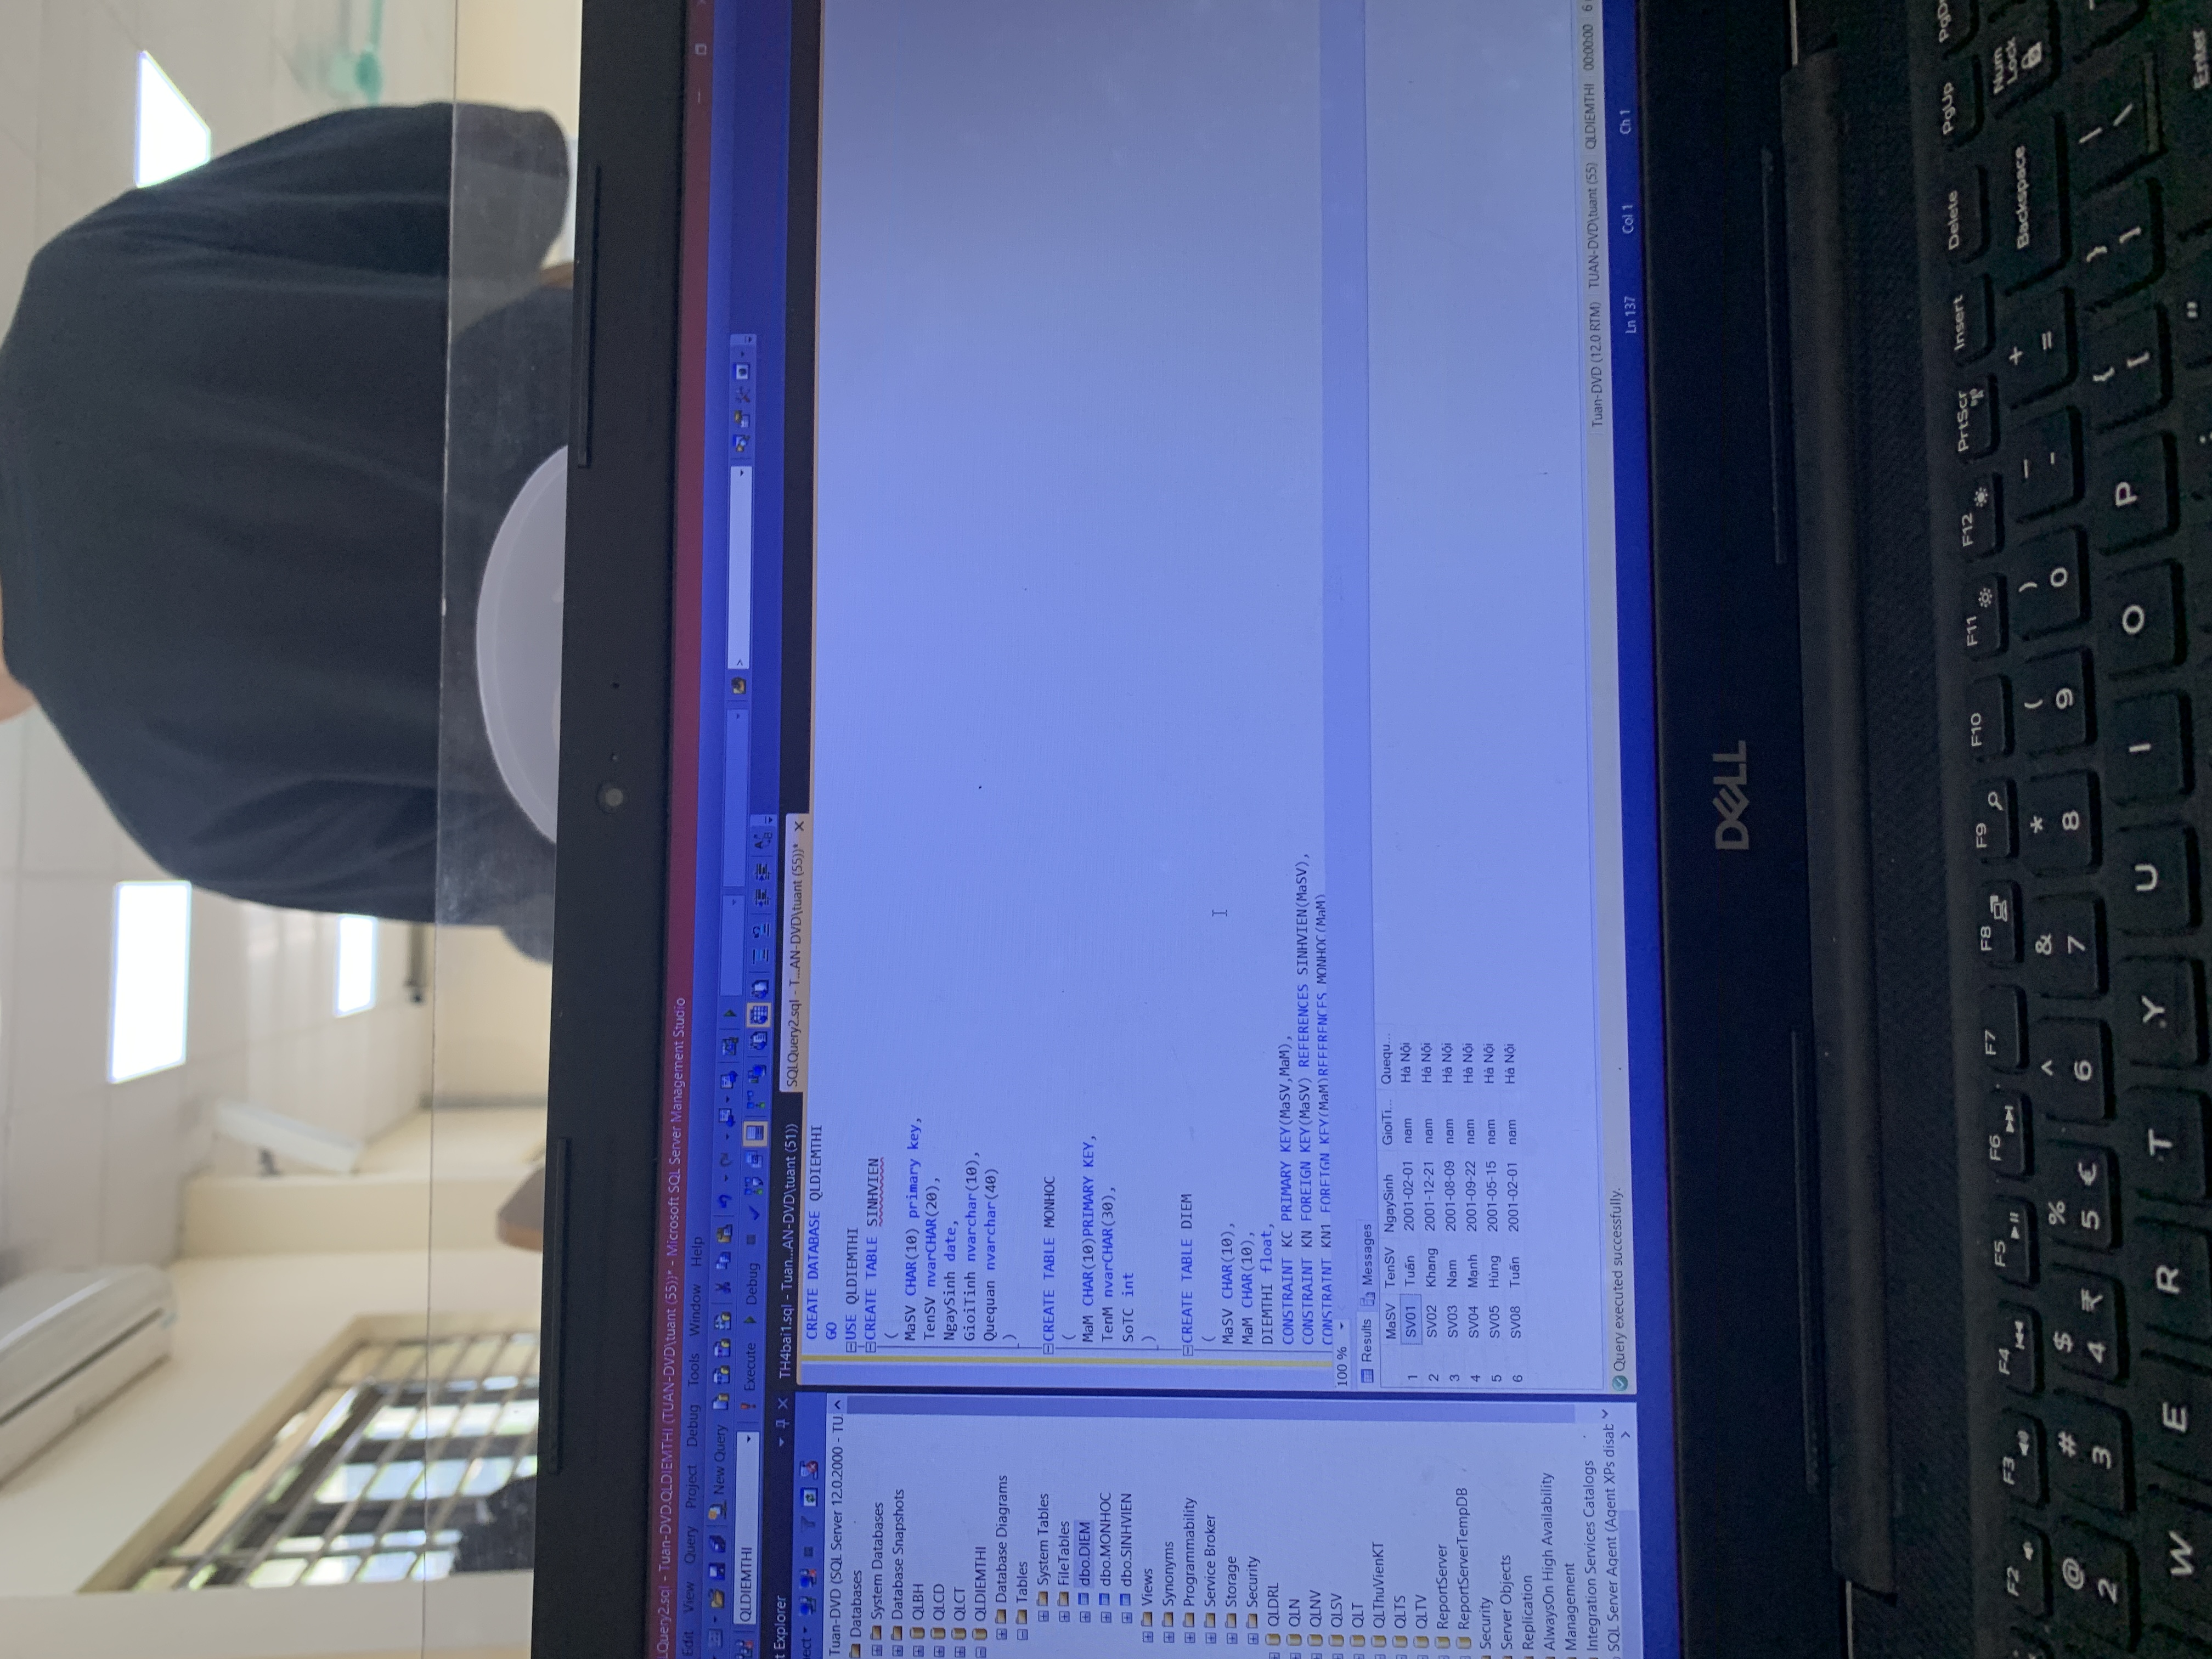 LQuery2.sql - Tuan-DVD.QLDIEMTHI (TUAN-DVD\tuant (55))* - Microsoft SQL Server Management Studio
Edit View Query Project Debug Tools Window Help
New Query
QLDIEMTHI
Execute Debug
>
t Explorer
ect
TH4bai1.sql - Tuan...AN-DVD\tuant (51))
SQLQuery2.sql - T...AN-DVD\tuant (55))*
Tuan-DVD (SQL Server 12.0.2000 - TU
Databases
System Databases
Database Snapshots
QLBH
QLCD
QLCT
QLDIEMTHI
Database Diagrams
Tables
System Tables
FileTables
dbo.DIEM
dbo.MONHOC
dbo.SINHVIEN
Views
Synonyms
Programmability
Service Broker
Storage
Security
QLDRL
QLN
QLNV
QLSV
QLT
QLThuVienKT
QLTS
QLTV
ReportServer
ReportServerTempDB
Security
Server Objects
Replication
AlwaysOn High Availability
Management
Integration Services Catalogs
SQL Server Agent (Agent XPs disab
CREATE DATABASE QLDIEMTHI
GO
USE QLDIEMTHI
CREATE TABLE SINHVIEN
(
MaSV CHAR(10) primary key,
TenSV nvarCHAR(20),
NgaySinh date,
GioiTinh nvarchar(10),
Quequan nvarchar(40)
)
CREATE TABLE MONHOC
(
MaM CHAR(10)PRIMARY KEY,
TenM nvarCHAR(30),
SoTC int
)
CREATE TABLE DIEM
(
MaSV CHAR(10),
MaM CHAR(10),
DIEMTHI float,
CONSTRAINT KC PRIMARY KEY(MaSV,MaM),
CONSTRAINT KN FOREIGN KEY(MaSV) REFERENCES SINHVIEN(MaSV),
CONSTRAINT KN1 FOREIGN KEY(MaM)REFERENCES MONHOC(MaM)
100 %
Results Messages
MaSV TenSV NgaySinh GioiTi... Quequ...
1 SV01 Tuấn 2001-02-01 nam Hà Nội
2 SV02 Khang 2001-12-21 nam Hà Nội
3 SV03 Nam 2001-08-09 nam Hà Nội
4 SV04 Mạnh 2001-09-22 nam Hà Nội
5 SV05 Hùng 2001-05-15 nam Hà Nội
6 SV08 Tuấn 2001-02-01 nam Hà Nội
Query executed successfully.
Tuan-DVD (12.0 RTM) TUAN-DVD\tuant (55) QLDIEMTHI 00:00:00 6
Ln 137 Col 1 Ch 1
DELL
F2 F3 F4 F5 F6 F7 F8 F9 F10 F11 F12 PrtScr Insert Delete PgUp
@ # $ % ^ & * ( ) _ + Backspace Num Lock
2 3 4 ₹ 5 € 6 7 8 9 0 - =
W E R T Y U I O P { [ } ] | \
" Enter